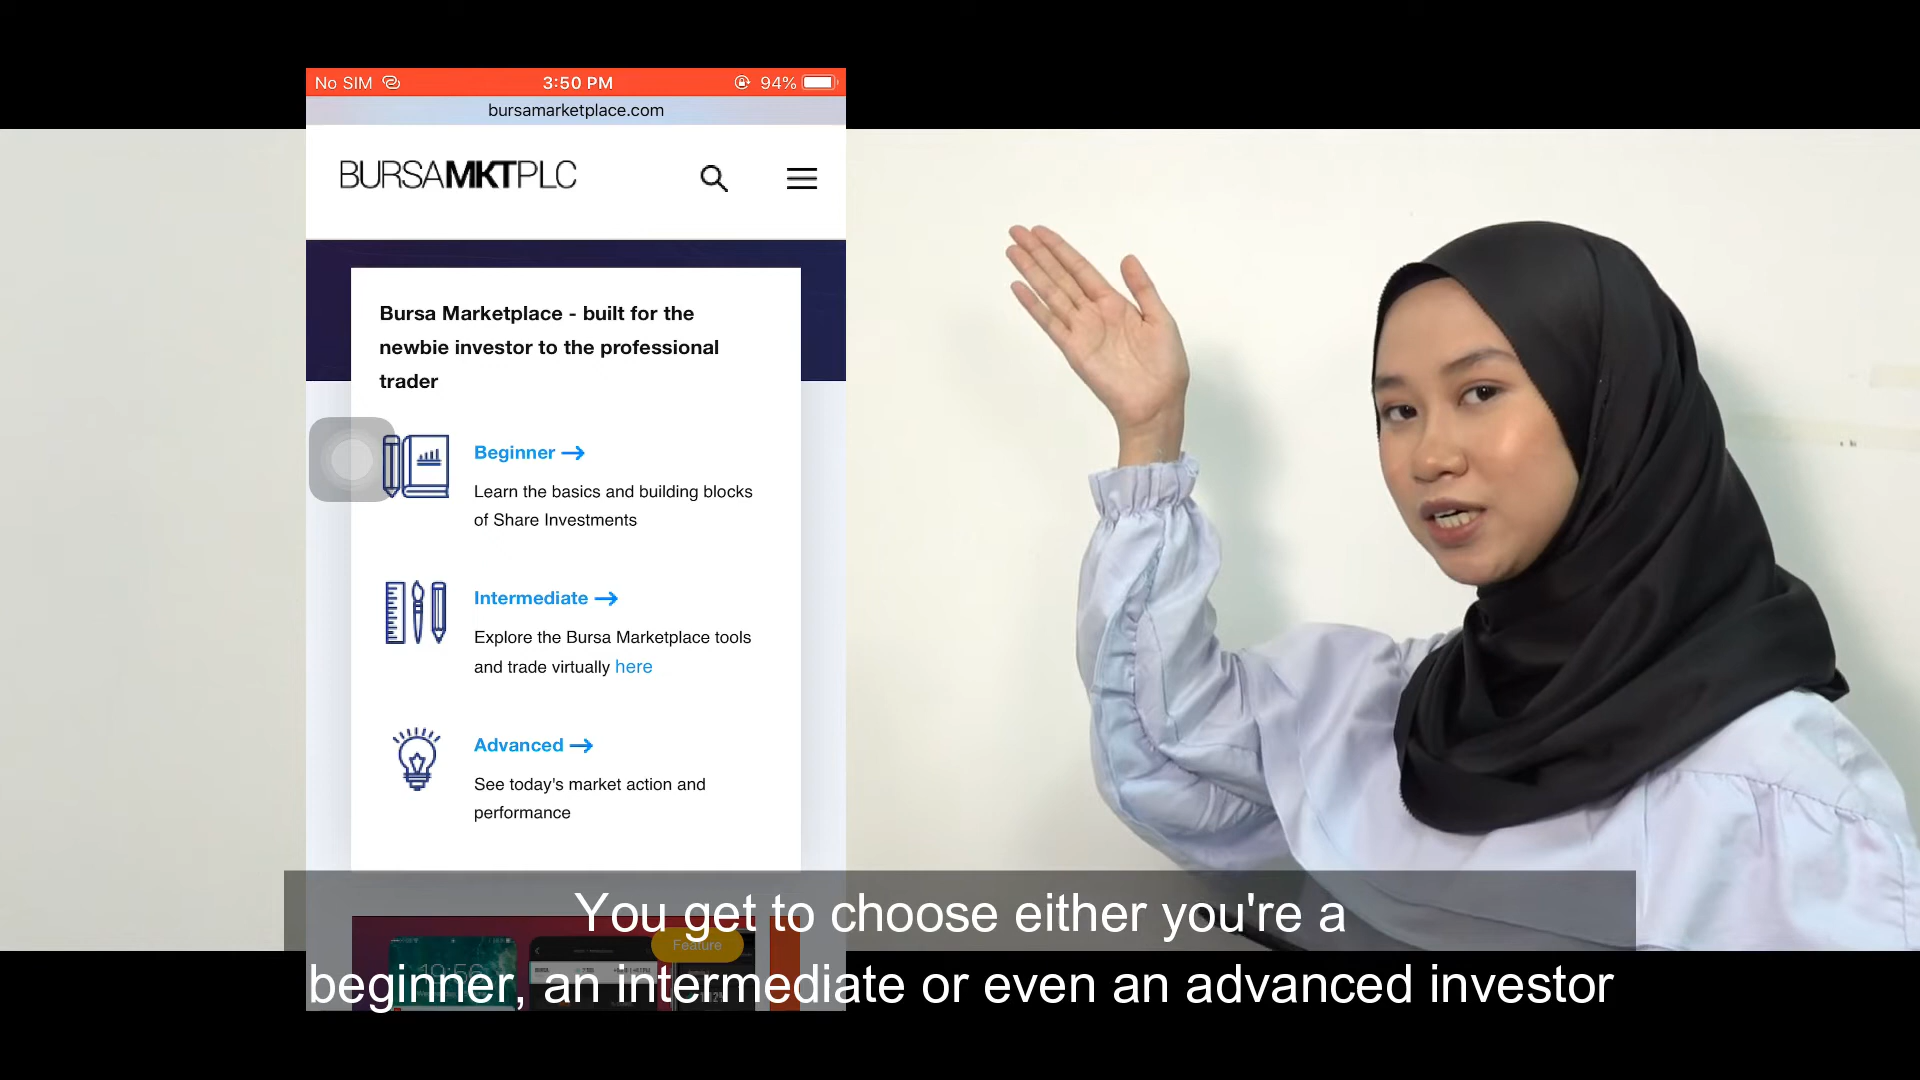 No SIM
3:50 PM
94%
bursamarketplace.com
BURSAMKTPLC
Bursa Marketplace - built for the
newbie investor to the professional
trader
Beginner →
Learn the basics and building blocks
of Share Investments
Intermediate →
Explore the Bursa Marketplace tools
and trade virtually here
Advanced →
See today's market action and
performance
Feature
19:56
You get to choose either you're a
beginner, an intermediate or even an advanced investor